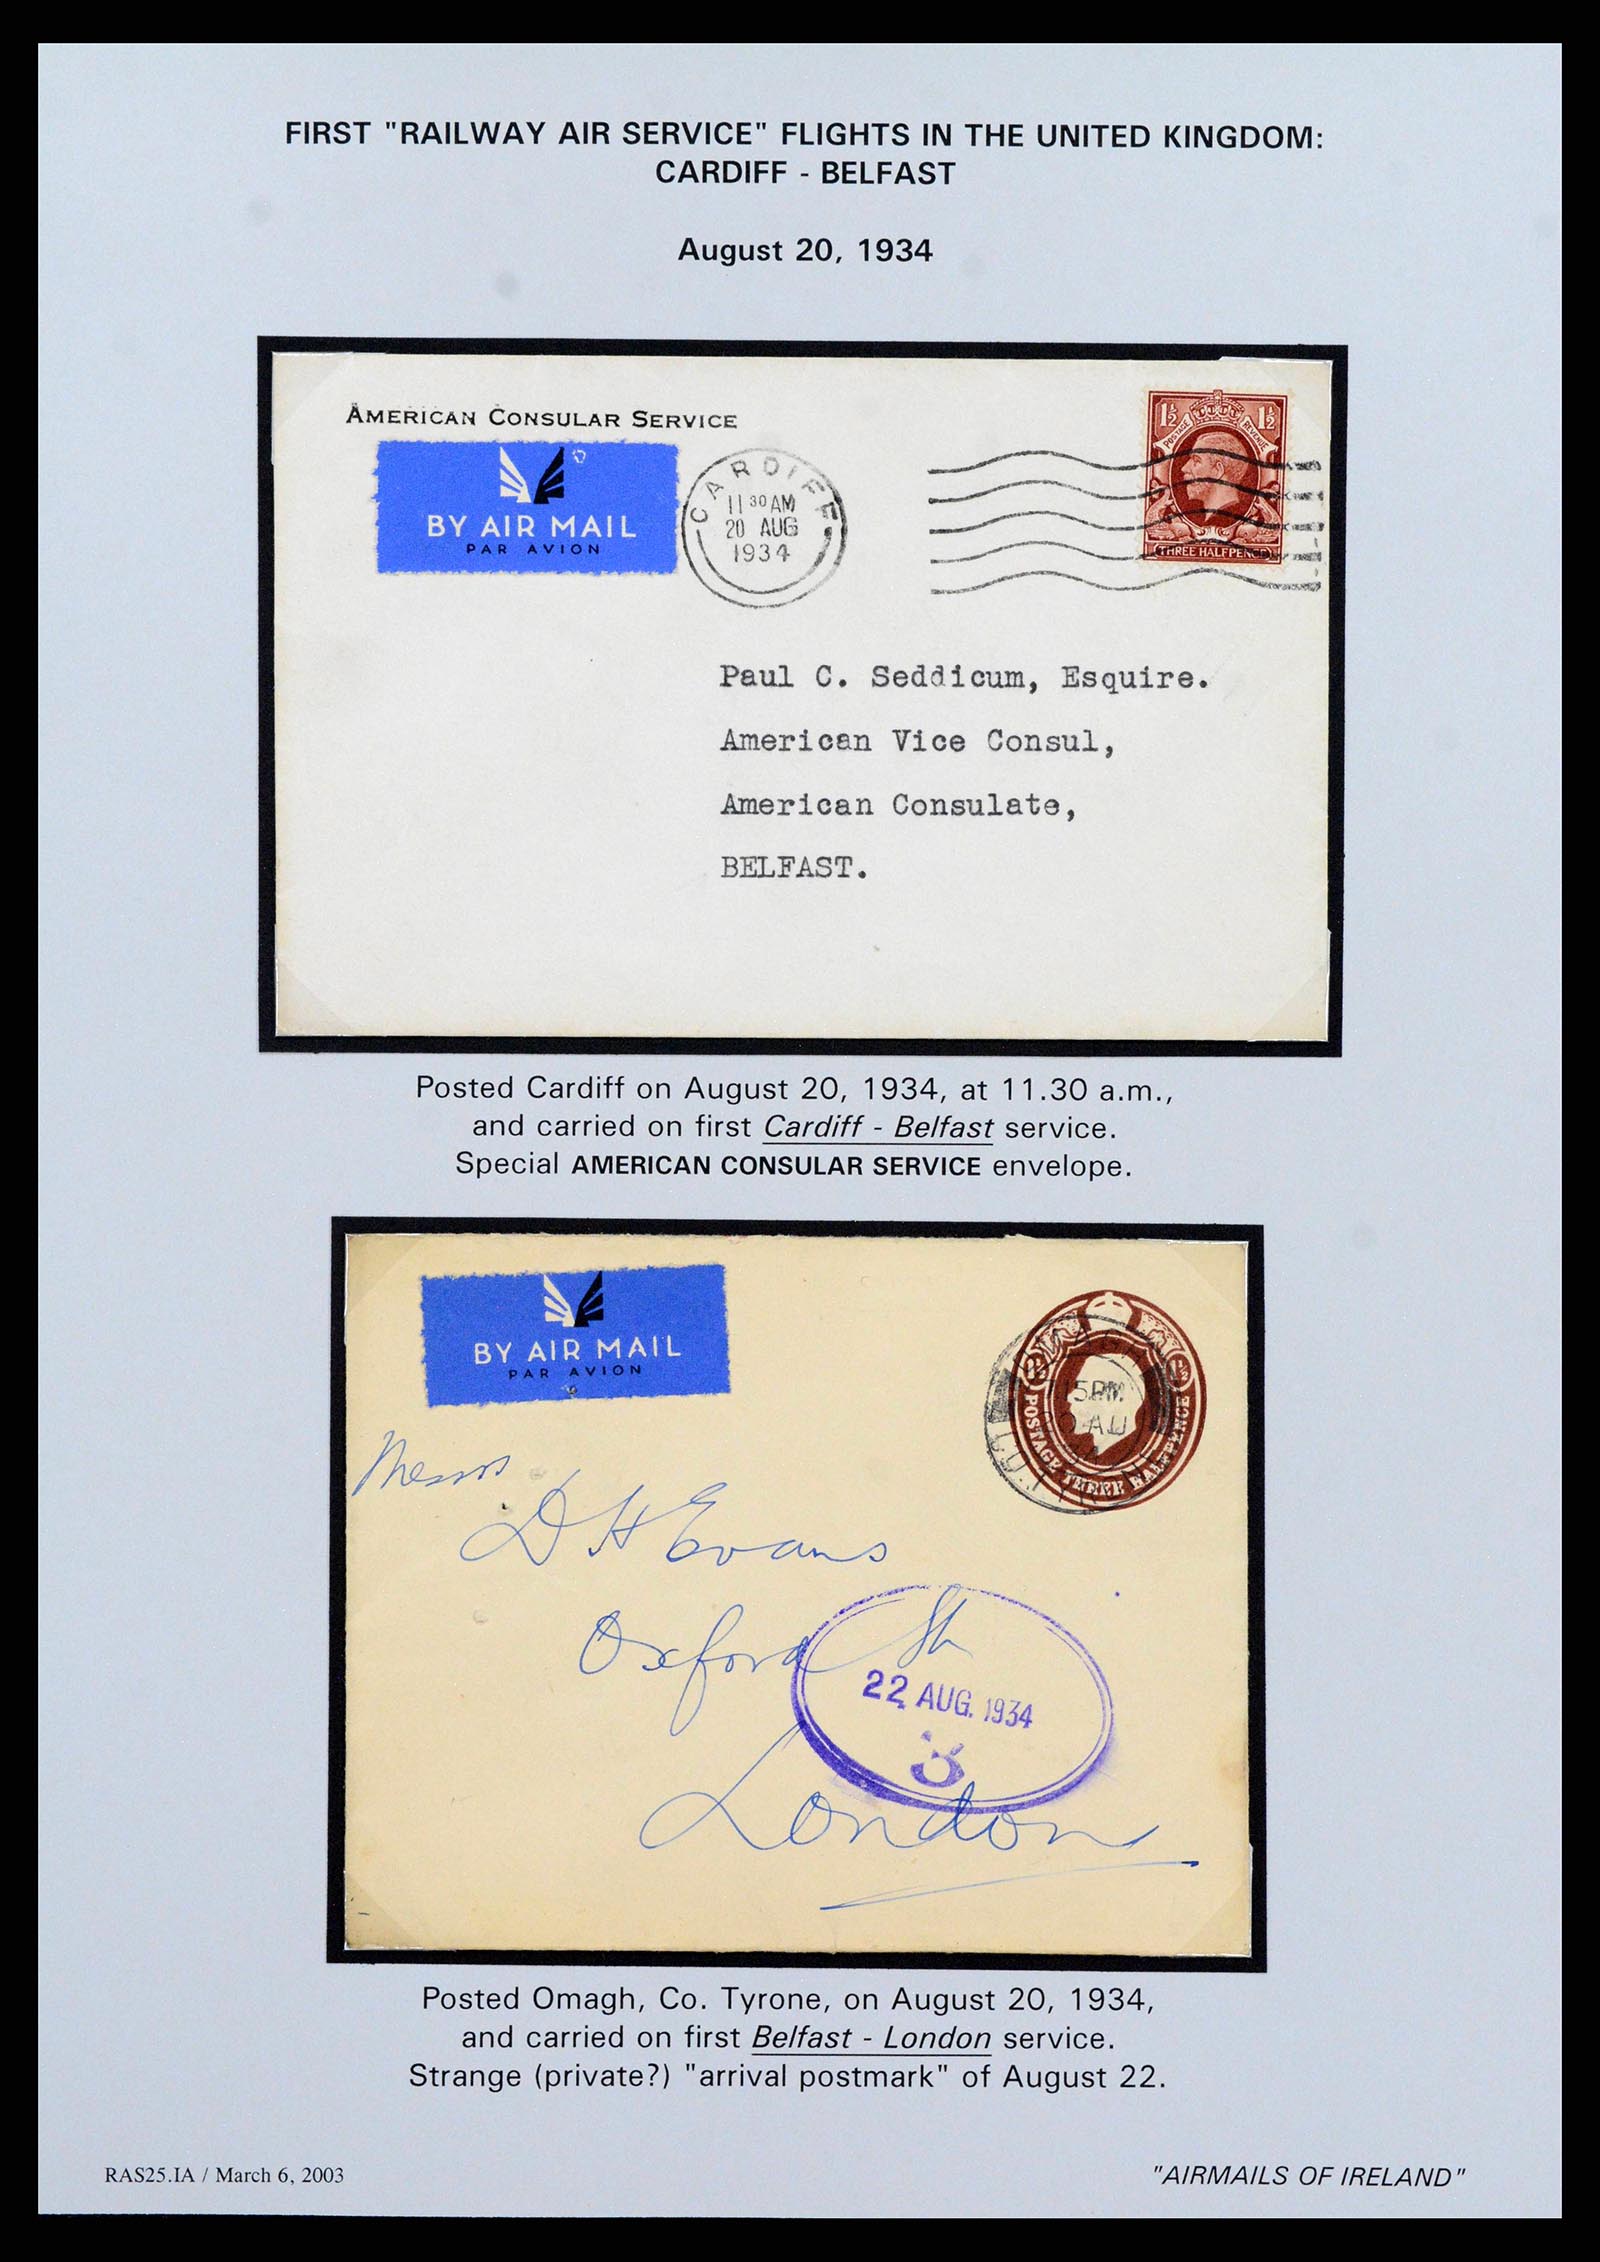 FIRST "RAILWAY AIR SERVICE" FLIGHTS IN THE UNITED KINGDOM:
CARDIFF - BELFAST
August 20, 1934
AMERICAN CONSULAR SERVICE
BY AIR MAIL
PAR AVION
CARDIFF
11 30 AM
20 AUG
1934
1½ 1½
POSTAGE REVENUE
THREE HALFPENCE
Paul C. Seddicum, Esquire.
American Vice Consul,
American Consulate,
BELFAST.
Posted Cardiff on August 20, 1934, at 11.30 a.m.,
and carried on first Cardiff - Belfast service.
Special AMERICAN CONSULAR SERVICE envelope.
BY AIR MAIL
PAR AVION
15PM
AU
POSTAGE THREE HALFPENCE
Messrs
D H Evans
Oxford St
22 AUG. 1934
London
Posted Omagh, Co. Tyrone, on August 20, 1934,
and carried on first Belfast - London service.
Strange (private?) "arrival postmark" of August 22.
RAS25.IA / March 6, 2003
"AIRMAILS OF IRELAND"